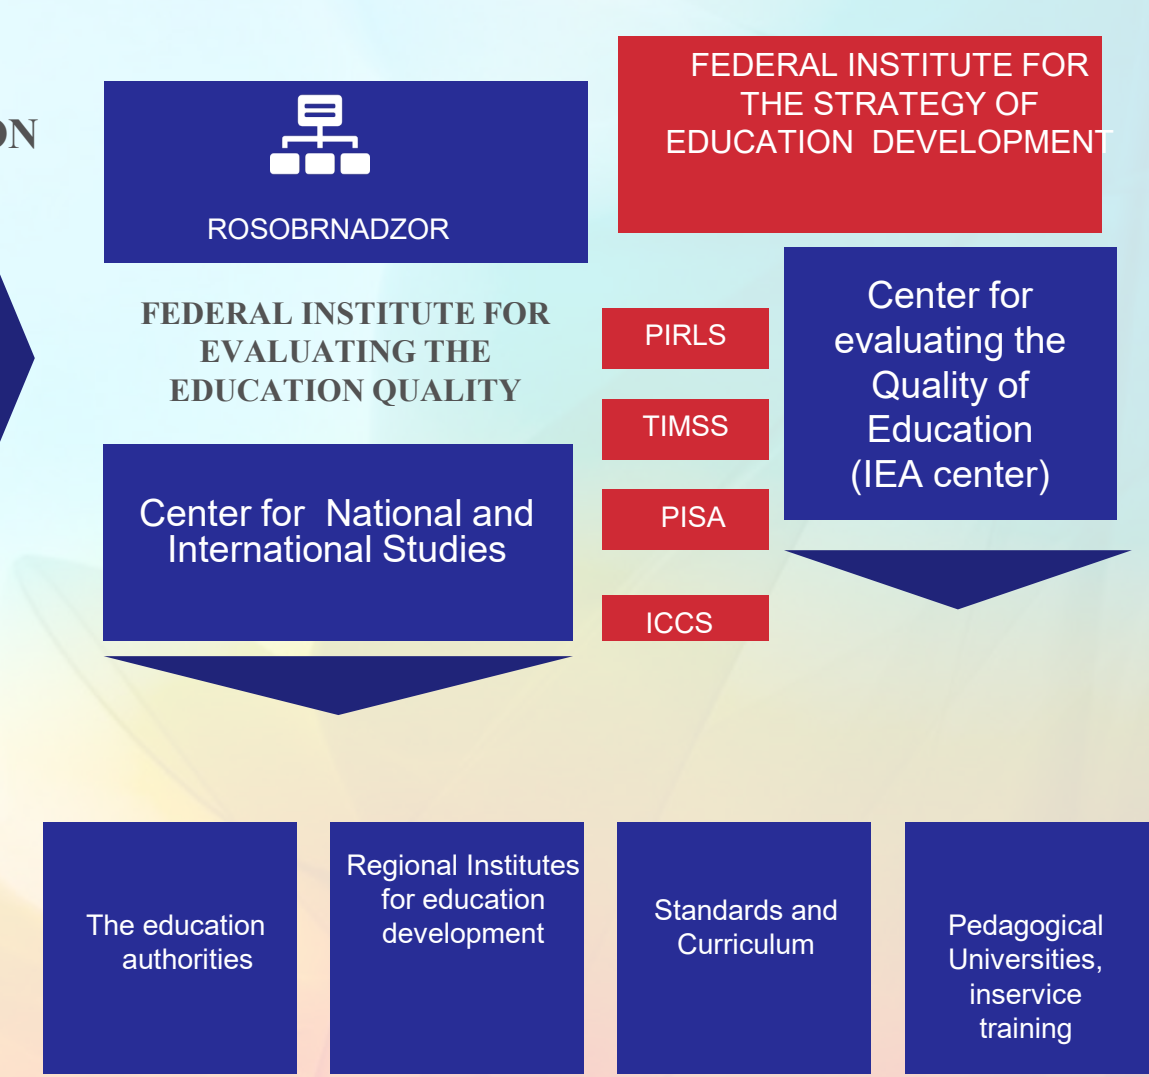 ON
ROSOBRNADZOR
FEDERAL INSTITUTE FOR
THE STRATEGY OF
EDUCATION DEVELOPMENT
FEDERAL INSTITUTE FOR
EVALUATING THE
EDUCATION QUALITY
Center for National and
International Studies
PIRLS
TIMSS
PISA
ICCS
Center for
evaluating the
Quality of
Education
(IEA center)
The education
authorities
Regional Institutes
for education
development
Standards and
Curriculum
Pedagogical
Universities,
inservice
training